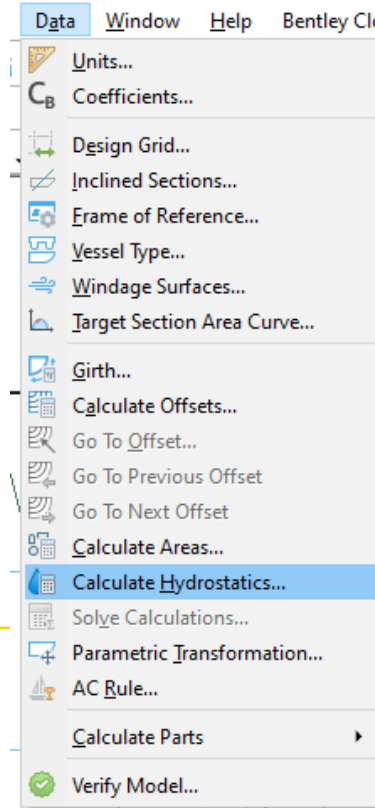 Data Window Help Bentley Clo
Units...
CB Coefficients...
Design Grid...
Inclined Sections...
Frame of Reference...
Vessel Type...
Windage Surfaces...
Target Section Area Curve...
Girth...
Calculate Offsets...
Go To Offset...
Go To Previous Offset
Go To Next Offset
Calculate Areas...
Calculate Hydrostatics...
Solve Calculations...
Parametric Transformation...
AC Rule...
Calculate Parts
Verify Model...